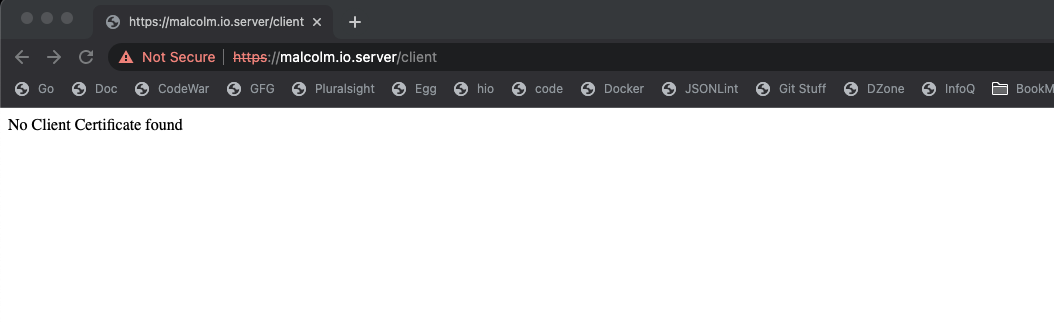 https://malcolm.io.server/client
Not Secure https://malcolm.io.server/client
Go Doc CodeWar GFG Pluralsight Egg hio code Docker JSONLint Git Stuff DZone InfoQ BookM
No Client Certificate found